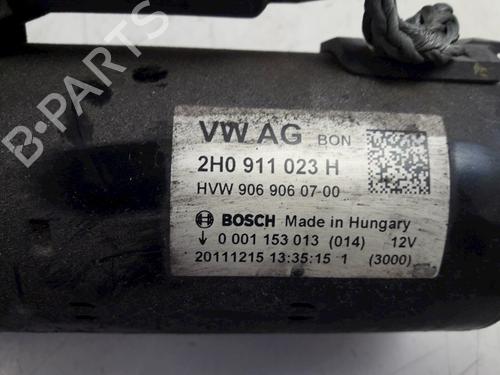 VW AG BON
2H0 911 023 H
HVW 906 906 07-00
BOSCH Made in Hungary
0 001 153 013 (014) 12V
20111215 13:35:15 1 (3000)
B-Parts